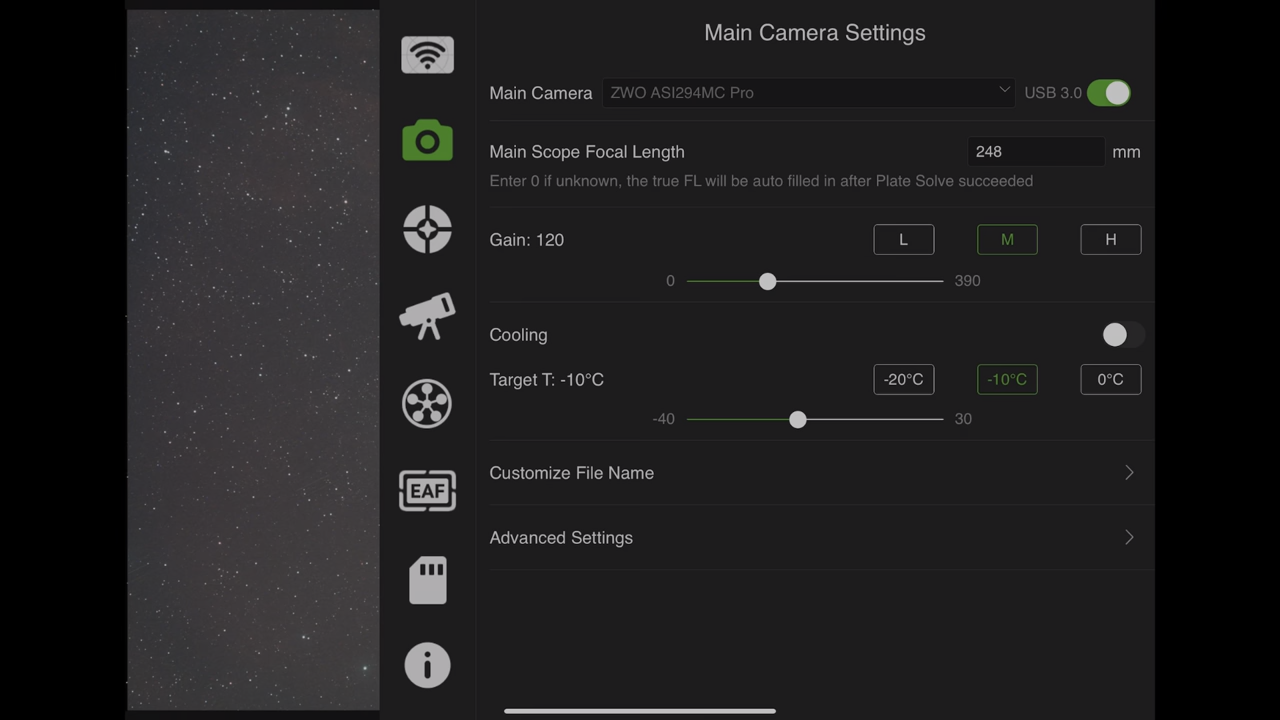 Main Camera Settings
Main Camera ZWO ASI294MC Pro USB 3.0
Main Scope Focal Length 248 mm
Enter 0 if unknown, the true FL will be auto filled in after Plate Solve succeeded
Gain: 120 L M H
0 390
Cooling
Target T: -10°C -20°C -10°C 0°C
-40 30
Customize File Name
EAF
Advanced Settings